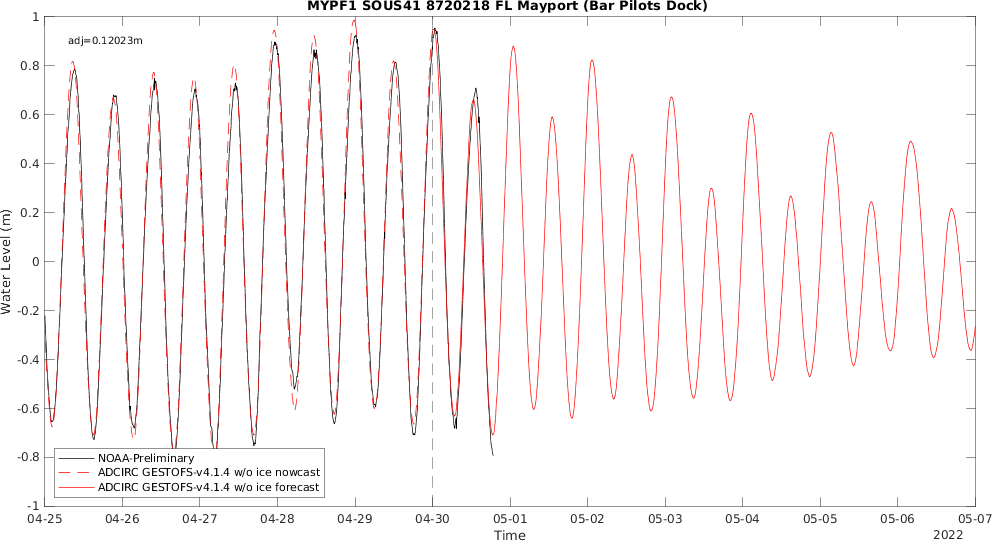 MYPF1 SOUS41 8720218 FL Mayport (Bar Pilots Dock)
adj=0.12023m
1
0.8
0.6
0.4
0.2
0
-0.2
-0.4
-0.6
-0.8
-1
Water Level (m)
NOAA-Preliminary
ADCIRC GESTOFS-v4.1.4 w/o ice nowcast
ADCIRC GESTOFS-v4.1.4 w/o ice forecast
04-25 04-26 04-27 04-28 04-29 04-30 05-01 05-02 05-03 05-04 05-05 05-06 05-07
Time
2022